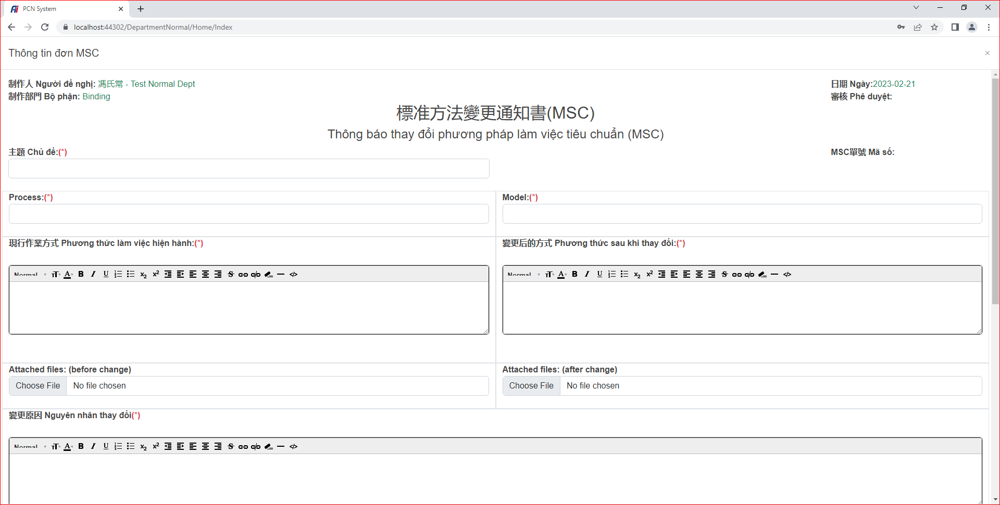 PCN System
localhost:44302/DepartmentNormal/Home/Index
Thông tin đơn MSC
制作人 Người đề nghị: 馮氏常 - Test Normal Dept
日期 Ngày:2023-02-21
制作部門 Bộ phận: Binding
審核 Phê duyệt:
標准方法變更通知書(MSC)
Thông báo thay đổi phương pháp làm việc tiêu chuẩn (MSC)
主題 Chủ đề:(*)
MSC單號 Mã số:
Process:(*)
Model:(*)
現行作業方式 Phương thức làm việc hiện hành:(*)
變更后的方式 Phương thức sau khi thay đổi:(*)
Normal
Normal
Attached files: (before change)
Attached files: (after change)
Choose File No file chosen
Choose File No file chosen
變更原因 Nguyên nhân thay đổi(*)
Normal